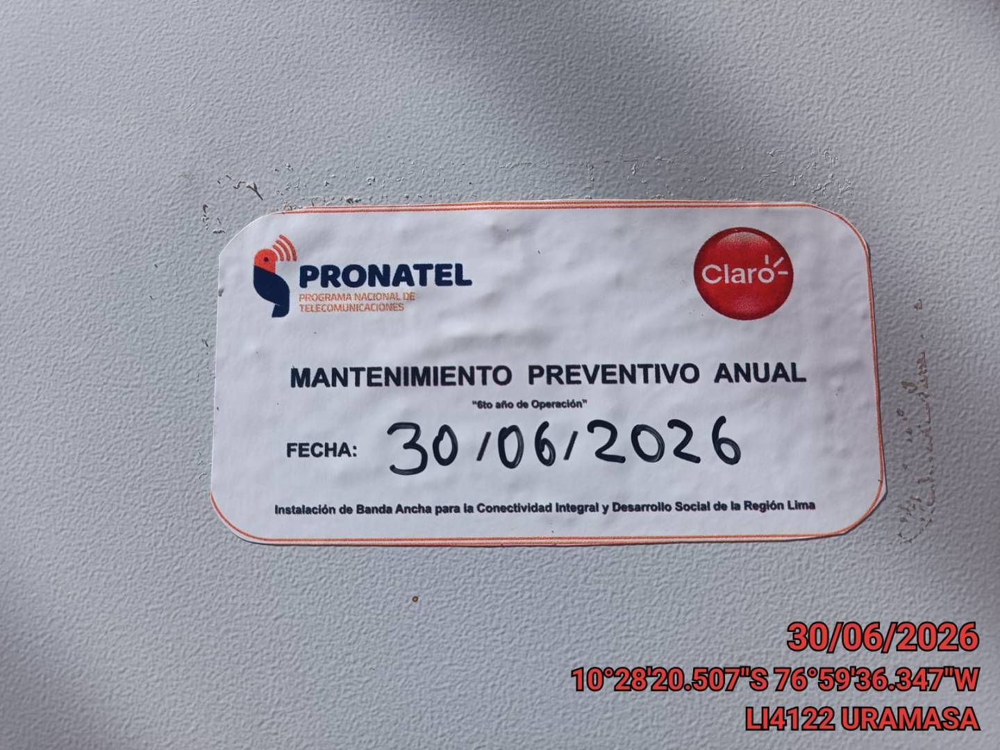 PRONATEL
PROGRAMA NACIONAL DE
TELECOMUNICACIONES
Claro
MANTENIMIENTO PREVENTIVO ANUAL
"6to año de Operación"
FECHA: 30/06/2026
Instalación de Banda Ancha para la Conectividad Integral y Desarrollo Social de la Región Lima
30/06/2026
10°28'20.507"S 76°59'36.347"W
LI4122 URAMASA